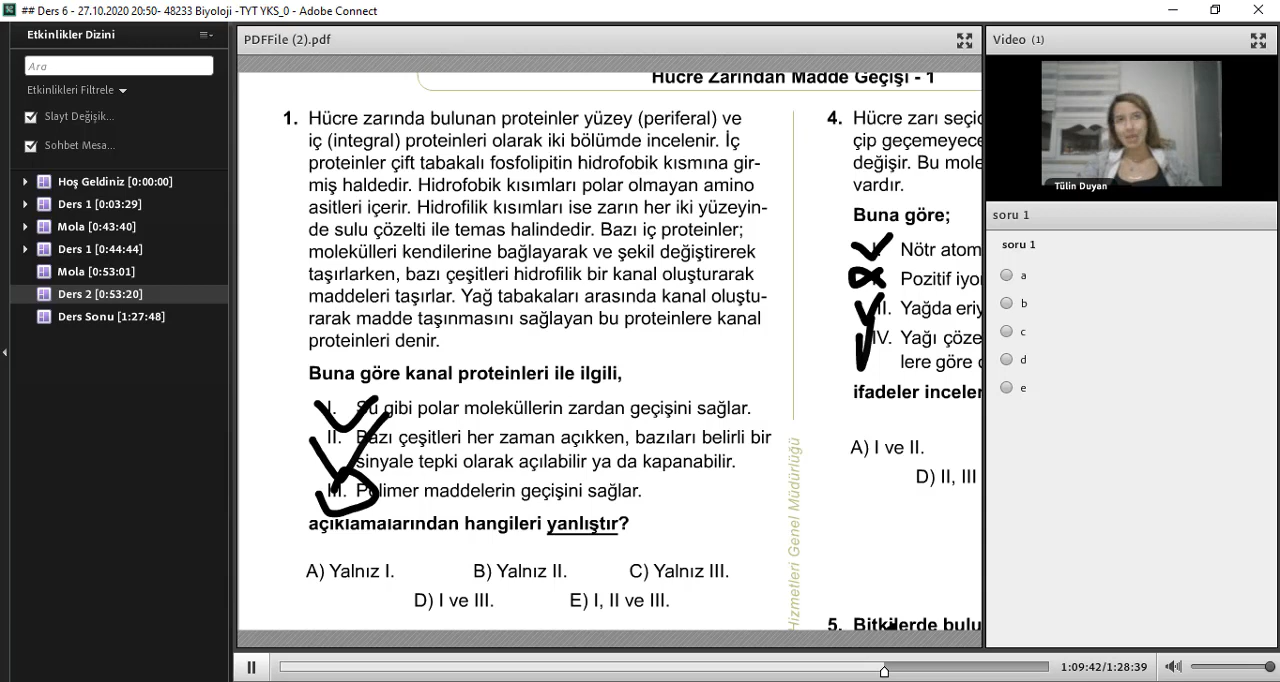 ## Ders 6 - 27.10.2020 20:50- 48233 Biyoloji -TYT YKS_0 - Adobe Connect
Etkinlikler Dizini
Ara
Etkinlikleri Filtrele
Slayt Değişik...
Sohbet Mesa...
Hoş Geldiniz [0:00:00]
Ders 1 [0:03:29]
Mola [0:43:40]
Ders 1 [0:44:44]
Mola [0:53:01]
Ders 2 [0:53:20]
Ders Sonu [1:27:48]
PDFFile (2).pdf
Hücre Zarından Madde Geçişi - 1
1. Hücre zarında bulunan proteinler yüzey (periferal) ve
iç (integral) proteinleri olarak iki bölümde incelenir. İç
proteinler çift tabakalı fosfolipitin hidrofobik kısmına gir-
miş haldedir. Hidrofobik kısımları polar olmayan amino
asitleri içerir. Hidrofilik kısımları ise zarın her iki yüzeyin-
de sulu çözelti ile temas halindedir. Bazı iç proteinler;
molekülleri kendilerine bağlayarak ve şekil değiştirerek
taşırlarken, bazı çeşitleri hidrofilik bir kanal oluşturarak
maddeleri taşırlar. Yağ tabakaları arasında kanal oluştu-
rarak madde taşınmasını sağlayan bu proteinlere kanal
proteinleri denir.
Buna göre kanal proteinleri ile ilgili,
I. Su gibi polar moleküllerin zardan geçişini sağlar.
II. Bazı çeşitleri her zaman açıkken, bazıları belirli bir
sinyale tepki olarak açılabilir ya da kapanabilir.
III. Polimer maddelerin geçişini sağlar.
açıklamalarından hangileri yanlıştır?
A) Yalnız I.
B) Yalnız II.
C) Yalnız III.
D) I ve III.
E) I, II ve III.
Hizmetleri Genel Müdürlüğü
4. Hücre zarı seçic
çip geçemeyece
değişir. Bu mole
vardır.
Buna göre;
Nötr atom
Pozitif iyo
II. Yağda eriy
IV. Yağı çöze
lere göre
ifadeler inceler
A) I ve II.
D) II, III
5. Bitkilerde bulu
Video (1)
Tülin Duyan
soru 1
soru 1
a
b
c
d
e
1:09:42/1:28:39